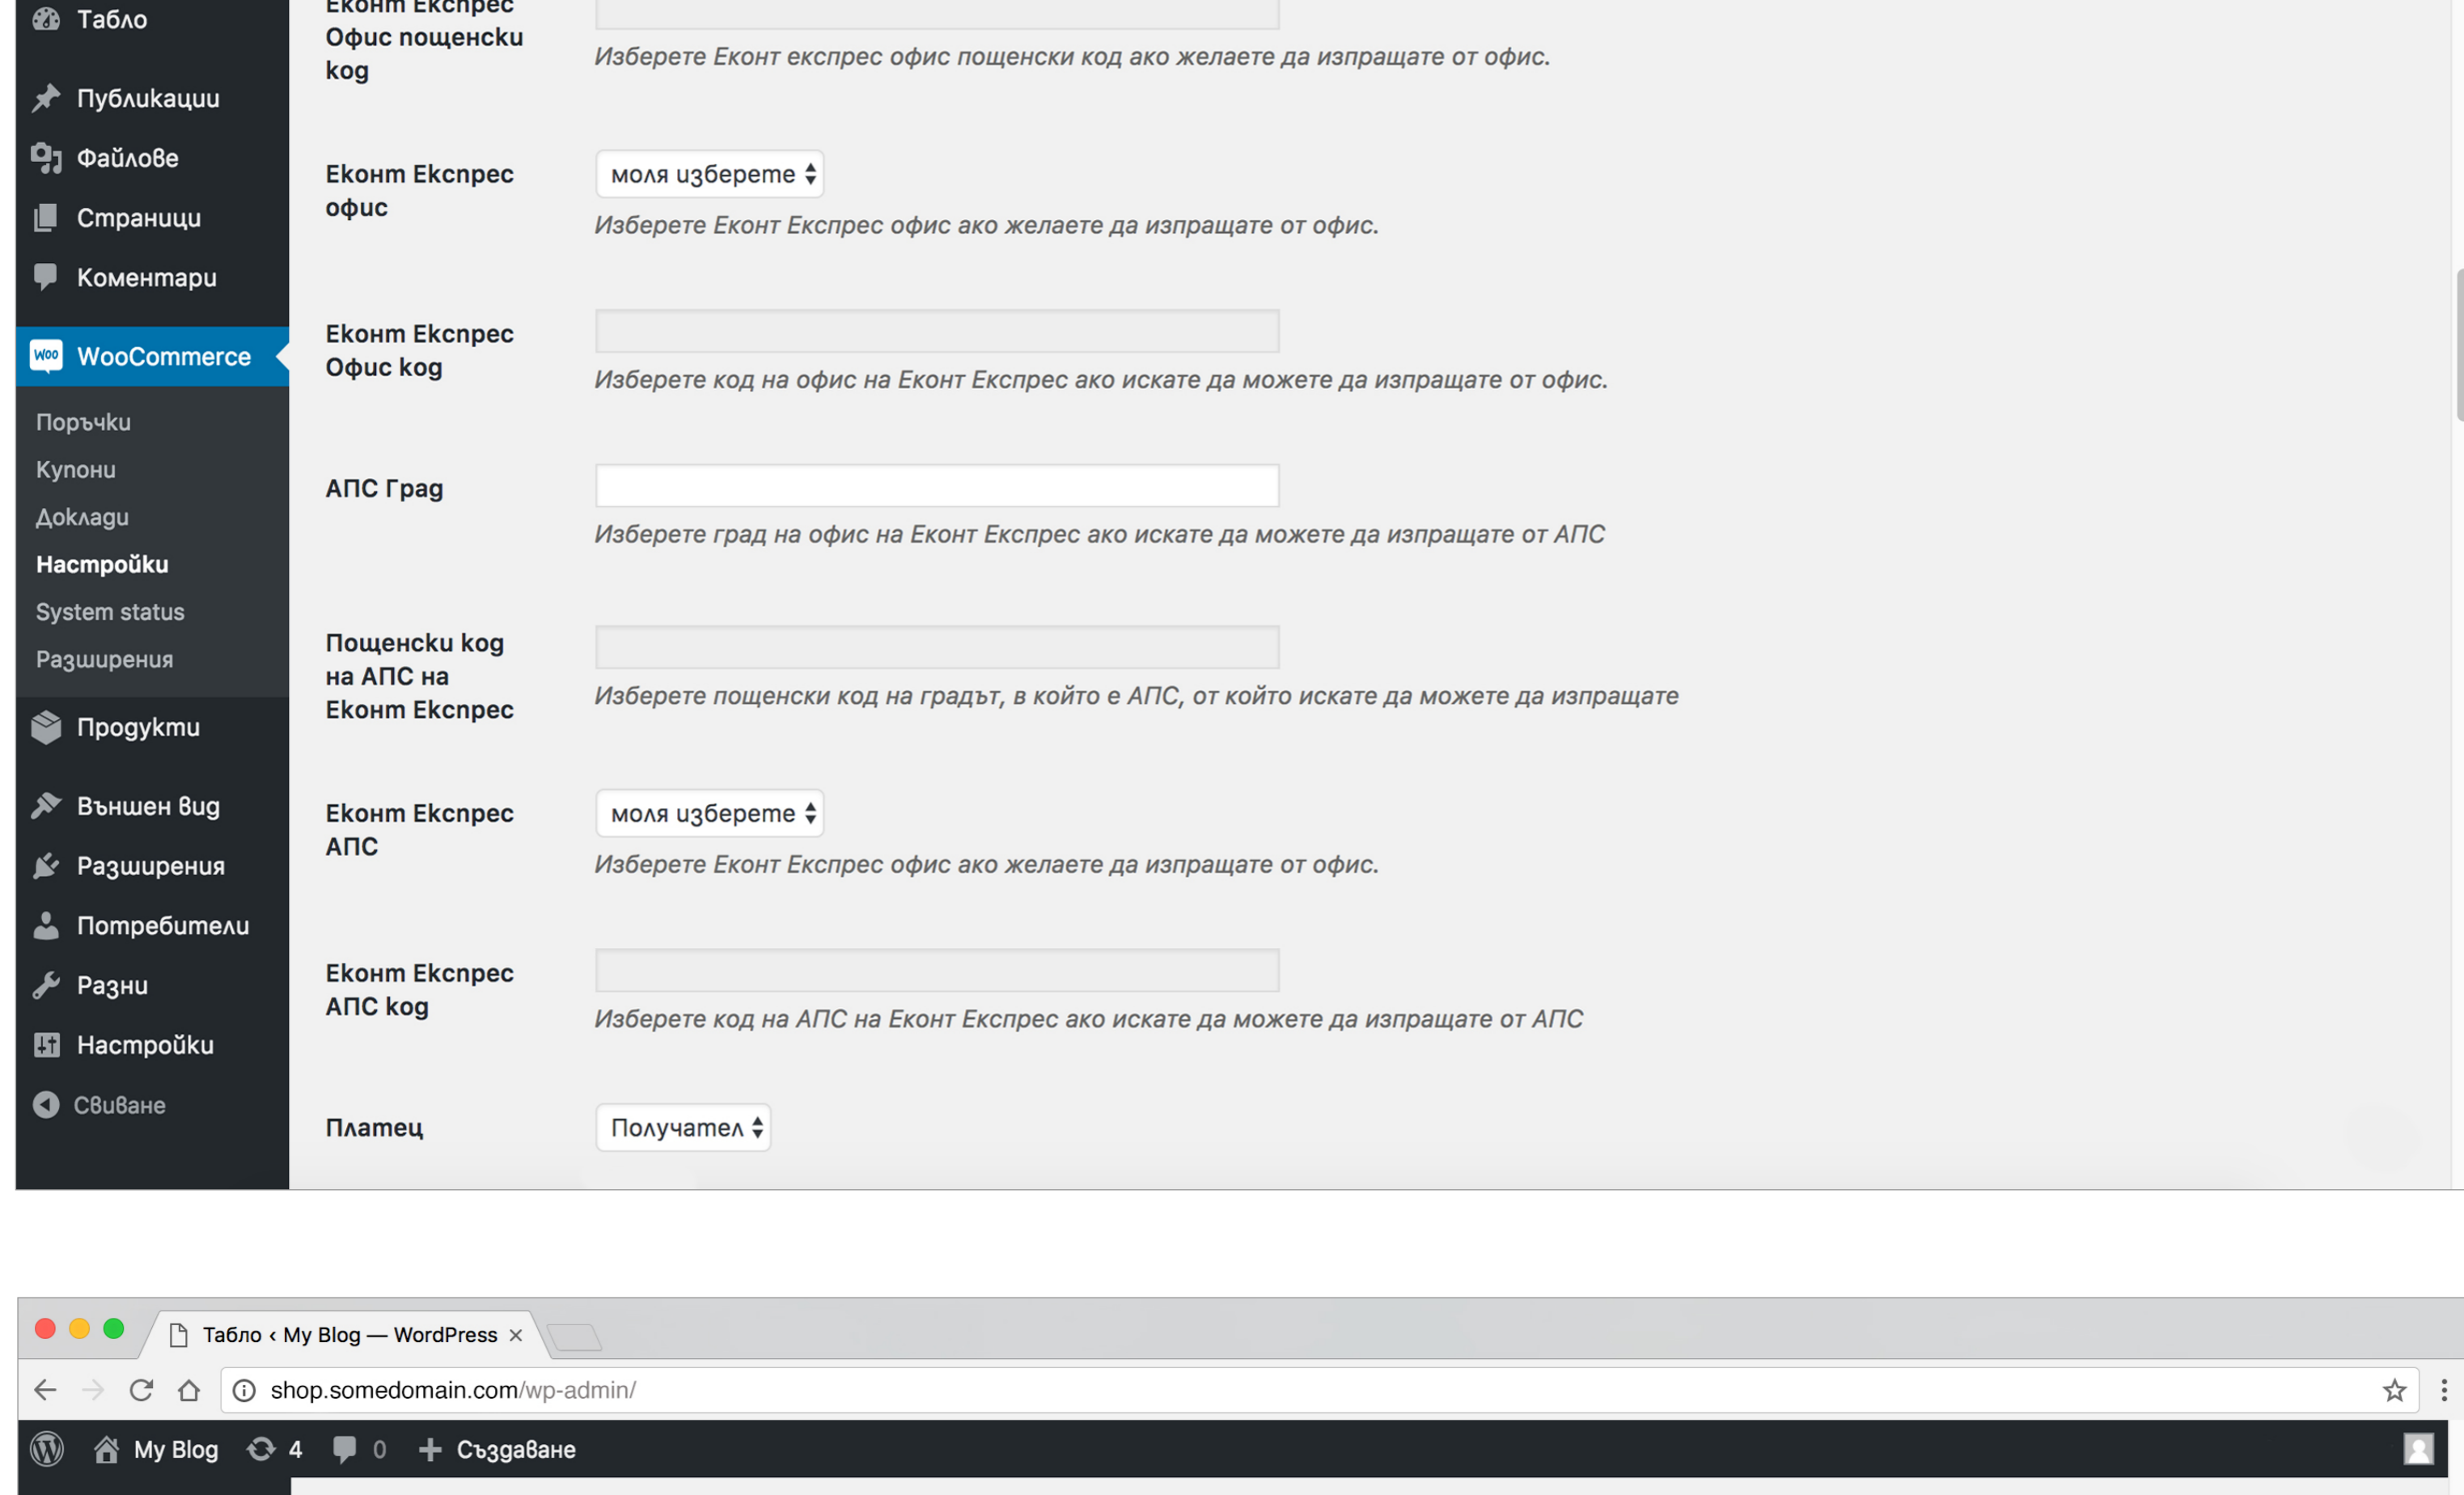 Табло
Публикации
Файлове
Страници
Коментари
WooCommerce
Поръчки
Купони
Доклади
Настройки
System status
Разширения
Продукти
Външен вид
Разширения
Потребители
Разни
Настройки
Свиване
Еконт Експрес
Офис пощенски
код
Изберете Еконт експрес офис пощенски код ако желаете да изпращате от офис.
Еконт Експрес
офис
моля изберете
Изберете Еконт Експрес офис ако желаете да изпращате от офис.
Еконт Експрес
Офис код
Изберете код на офис на Еконт Експрес ако искате да можете да изпращате от офис.
АПС Град
Изберете град на офис на Еконт Експрес ако искате да можете да изпращате от АПС
Пощенски код
на АПС на
Еконт Експрес
Изберете пощенски код на градът, в който е АПС, от който искате да можете да изпращате
Еконт Експрес
АПС
моля изберете
Изберете Еконт Експрес офис ако желаете да изпращате от офис.
Еконт Експрес
АПС код
Изберете код на АПС на Еконт Експрес ако искате да можете да изпращате от АПС
Платец
Получател
Табло ‹ My Blog — WordPress
shop.somedomain.com/wp-admin/
My Blog 4 0 + Създаване